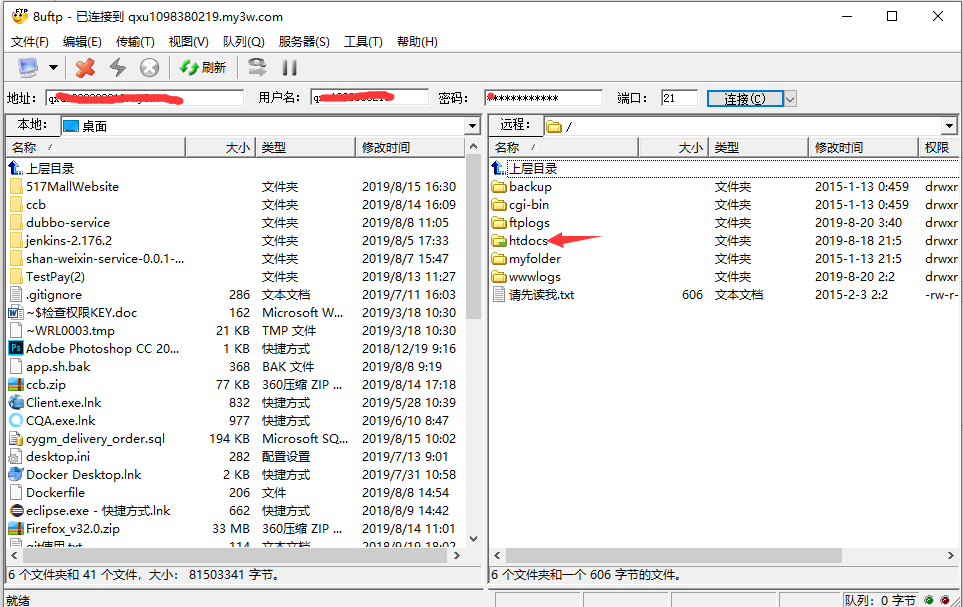 8uftp - 已连接到 qxu1098380219.my3w.com
文件(F) 编辑(E) 传输(T) 视图(V) 队列(Q) 服务器(S) 工具(T) 帮助(H)
刷新
地址: 用户名: 密码: ************ 端口: 21 连接(C)
本地: 桌面
名称 大小 类型 修改时间
上层目录
517MallWebsite 文件夹 2019/8/15 16:30
ccb 文件夹 2019/8/14 16:09
dubbo-service 文件夹 2019/8/8 11:05
jenkins-2.176.2 文件夹 2019/8/5 17:33
shan-weixin-service-0.0.1-... 文件夹 2019/8/7 15:47
TestPay(2) 文件夹 2019/8/13 11:27
.gitignore 286 文本文档 2019/7/11 16:03
~$检查权限KEY.doc 162 Microsoft W... 2019/3/18 10:30
~WRL0003.tmp 21 KB TMP 文件 2019/3/18 10:30
Adobe Photoshop CC 20... 1 KB 快捷方式 2018/12/19 9:16
app.sh.bak 368 BAK 文件 2019/8/8 9:19
ccb.zip 77 KB 360压缩 ZIP ... 2019/8/14 17:18
Client.exe.lnk 832 快捷方式 2019/5/28 10:39
CQA.exe.lnk 977 快捷方式 2019/6/10 8:47
cygm_delivery_order.sql 194 KB Microsoft SQ... 2019/8/15 10:02
desktop.ini 282 配置设置 2019/7/13 9:01
Docker Desktop.lnk 2 KB 快捷方式 2019/7/31 10:58
Dockerfile 206 文件 2019/8/8 14:54
eclipse.exe - 快捷方式.lnk 662 快捷方式 2018/8/9 14:42
Firefox_v32.0.zip 33 MB 360压缩 ZIP ... 2019/8/14 11:01
git使用.txt 114 文本文档 2018/9/19 18:02
6 个文件夹和 41 个文件，大小： 81503341 字节。
远程: /
名称 大小 类型 修改时间 权限
上层目录
backup 文件夹 2015-1-13 0:459 drwxr
cgi-bin 文件夹 2015-1-13 0:459 drwxr
ftplogs 文件夹 2019-8-20 3:40 drwxr
htdocs 文件夹 2019-8-18 21:5 drwxr
myfolder 文件夹 2015-1-13 21:5 drwxr
wwwlogs 文件夹 2019-8-20 2:2 drwxr
请先读我.txt 606 文本文档 2015-2-3 2:2 -rw-r-
6 个文件夹和一个 606 字节的文件。
就绪 队列: 0 字节